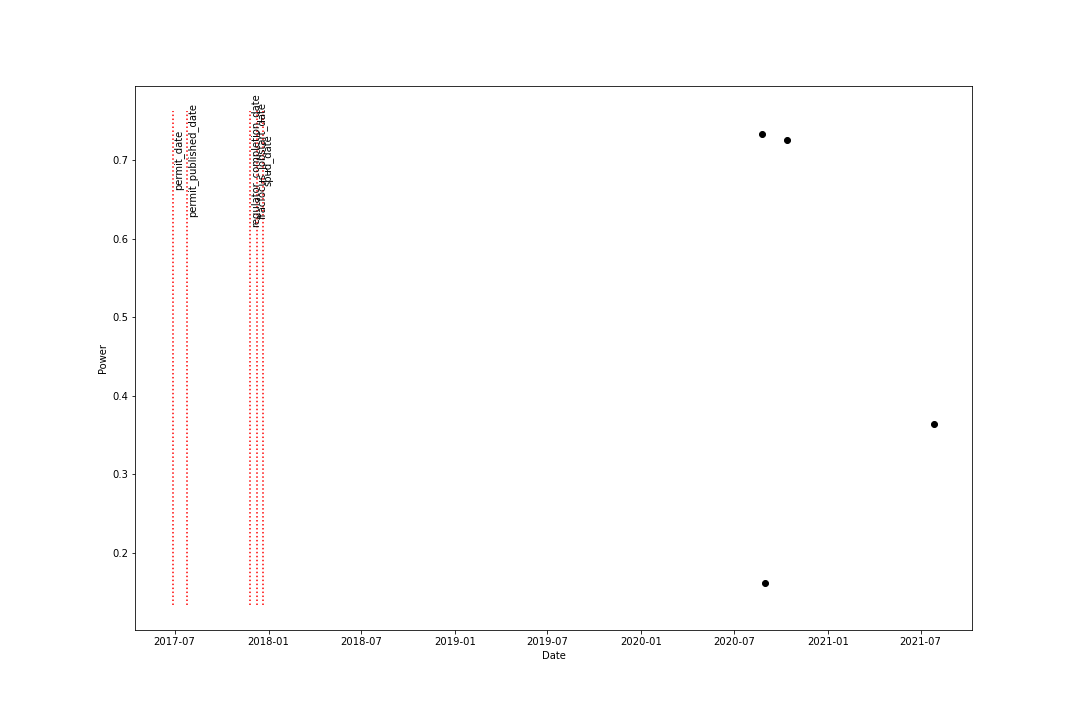 permit_date
permit_published_date
regulator_completion_date
spud_date
0.7
0.6
0.5
0.4
0.3
0.2
Power
2017-07
2018-01
2018-07
2019-01
2019-07
2020-01
2020-07
2021-01
2021-07
Date